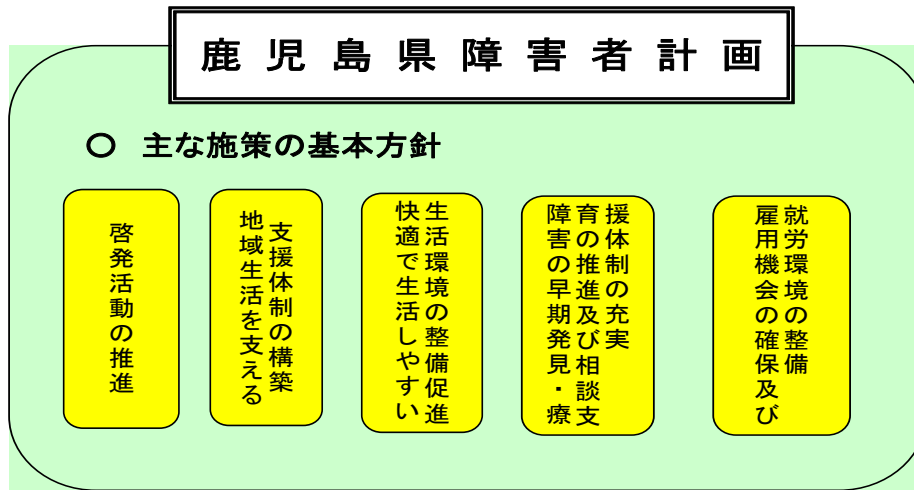 鹿児島県障害者計画
○ 主な施策の基本方針
啓発活動の推進
地域生活を支える
支援体制の構築
快適で生活しやすい
生活環境の整備促進
障害の早期発見・療
育の推進及び相談支
援体制の充実
雇用機会の確保及び
就労環境の整備